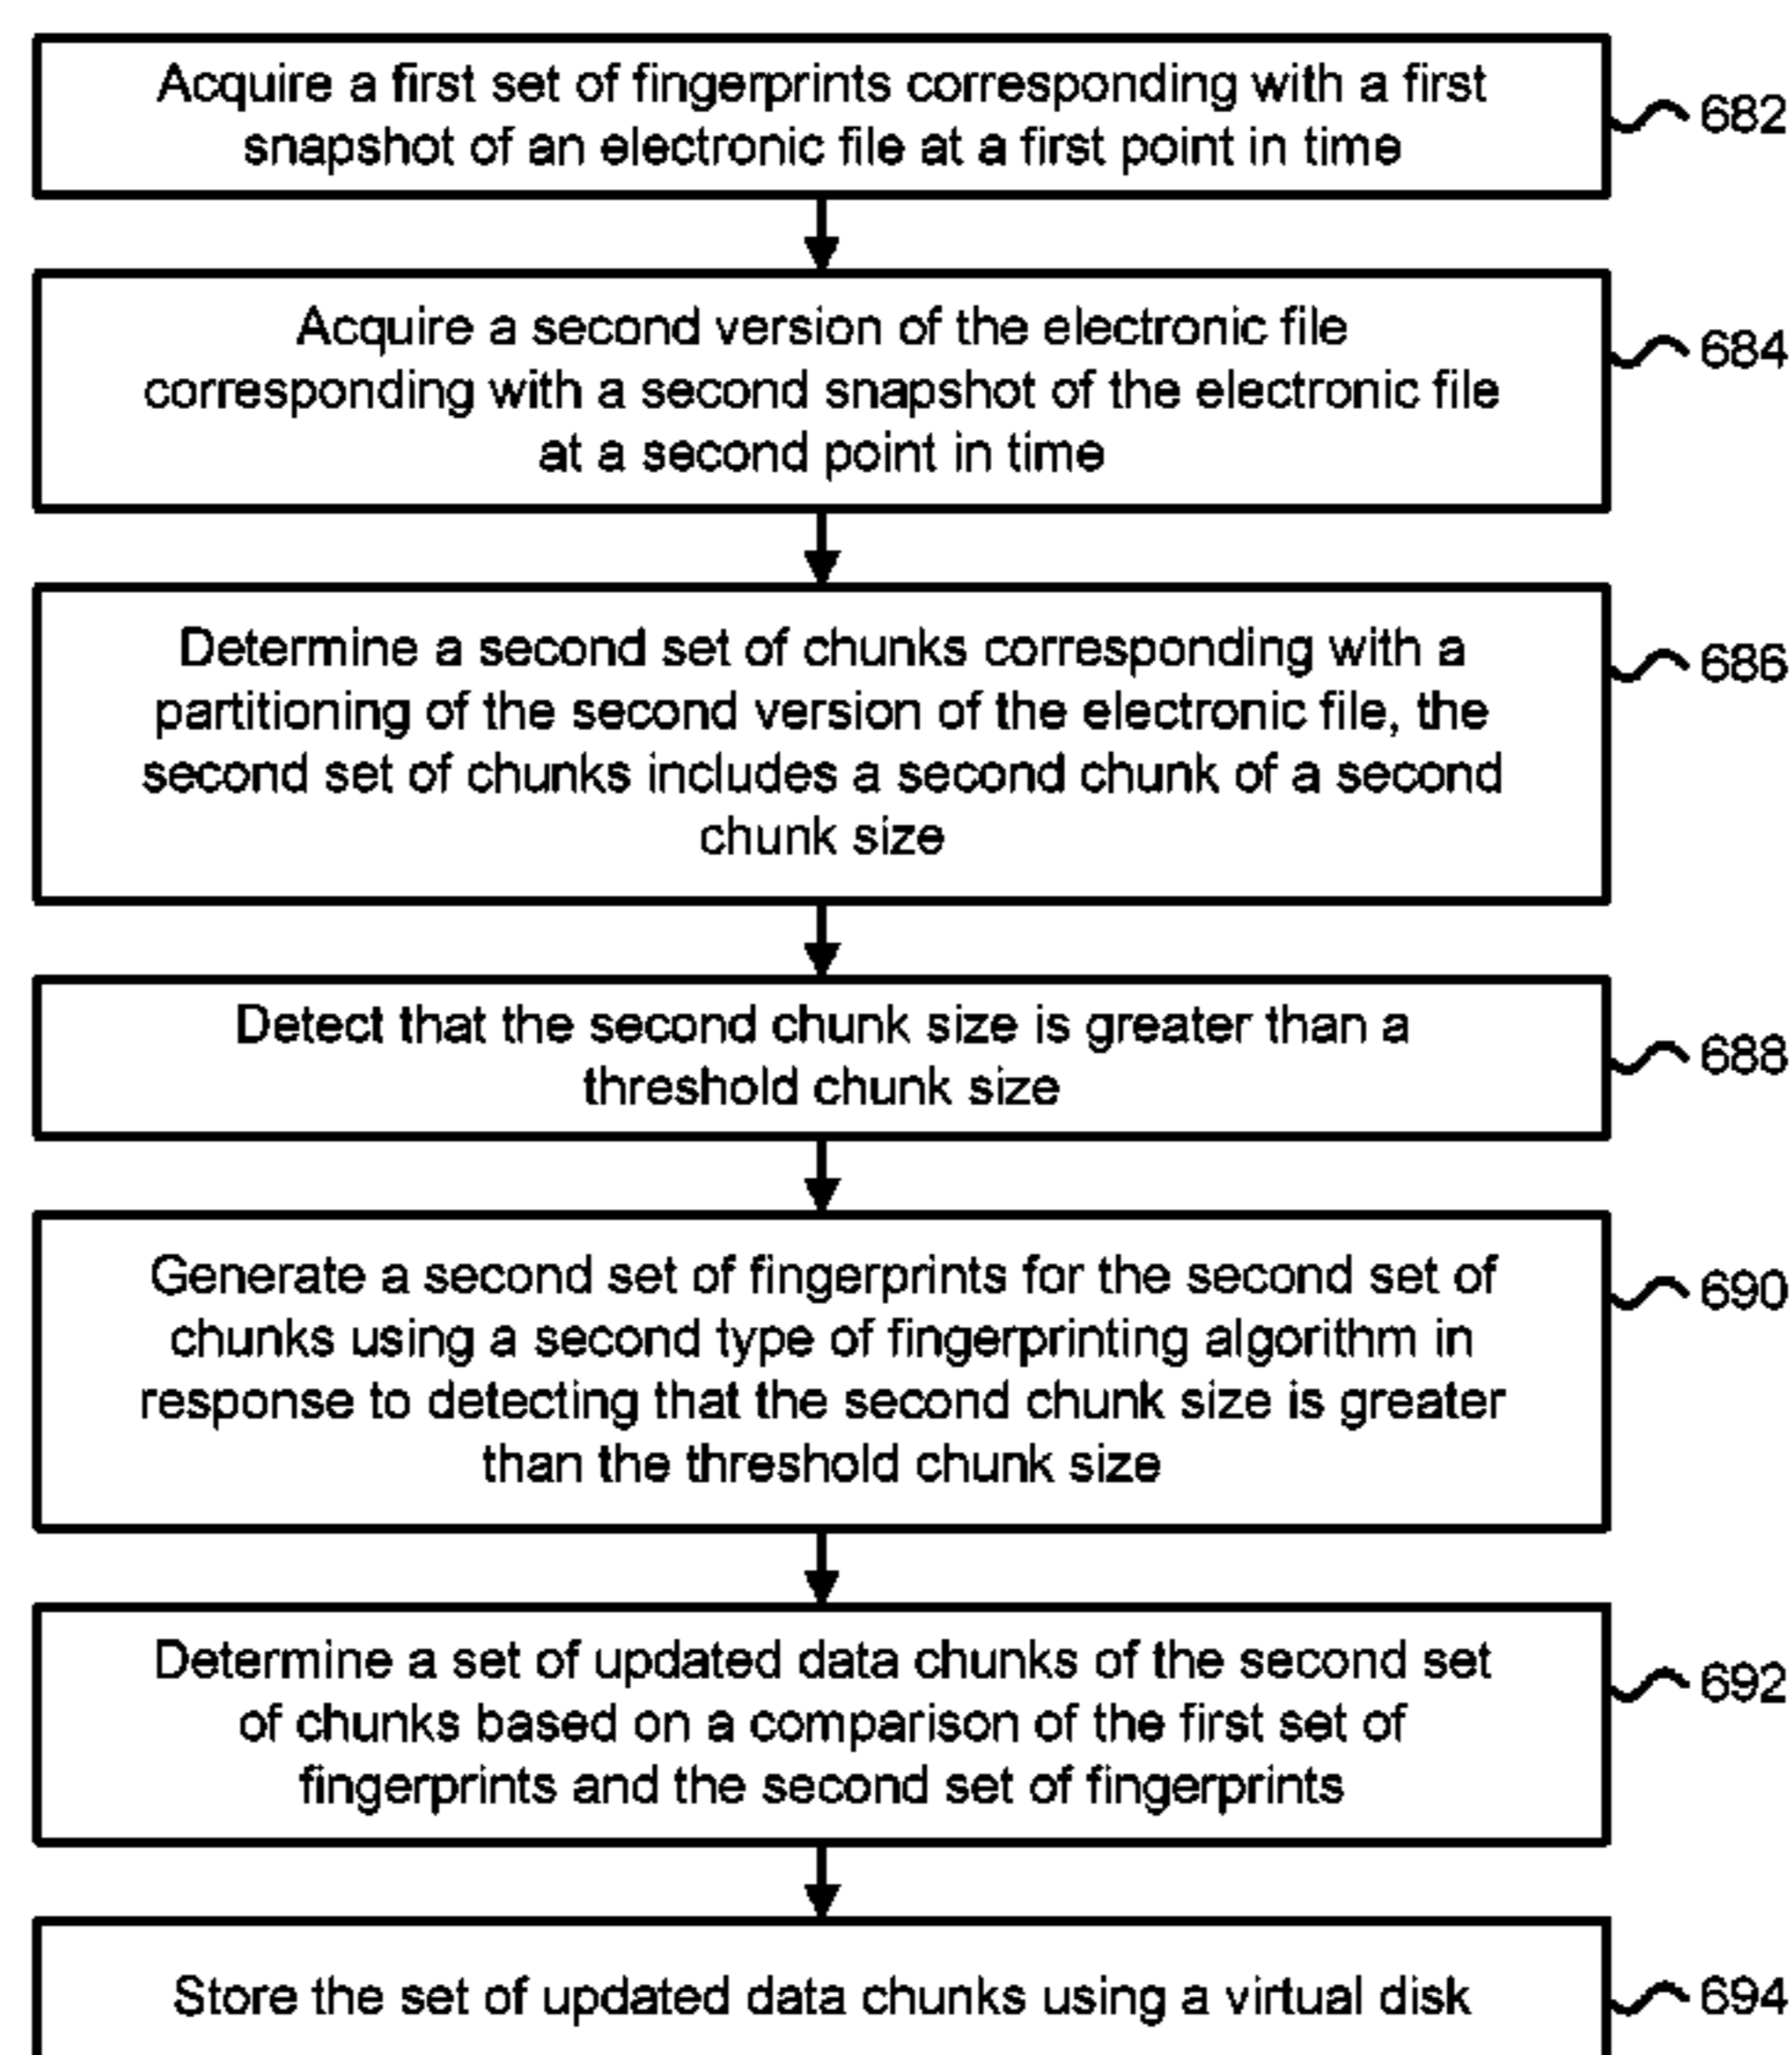 Acquire a first set of fingerprints corresponding with a first
snapshot of an electronic file at a first point in time
682
Acquire a second version of the electronic file
corresponding with a second snapshot of the electronic file
at a second point in time
684
Determine a second set of chunks corresponding with a
partitioning of the second version of the electronic file, the
second set of chunks includes a second chunk of a second
chunk size
686
Detect that the second chunk size is greater than a
threshold chunk size
688
Generate a second set of fingerprints for the second set of
chunks using a second type of fingerprinting algorithm in
response to detecting that the second chunk size is greater
than the threshold chunk size
690
Determine a set of updated data chunks of the second set
of chunks based on a comparison of the first set of
fingerprints and the second set of fingerprints
692
Store the set of updated data chunks using a virtual disk
694